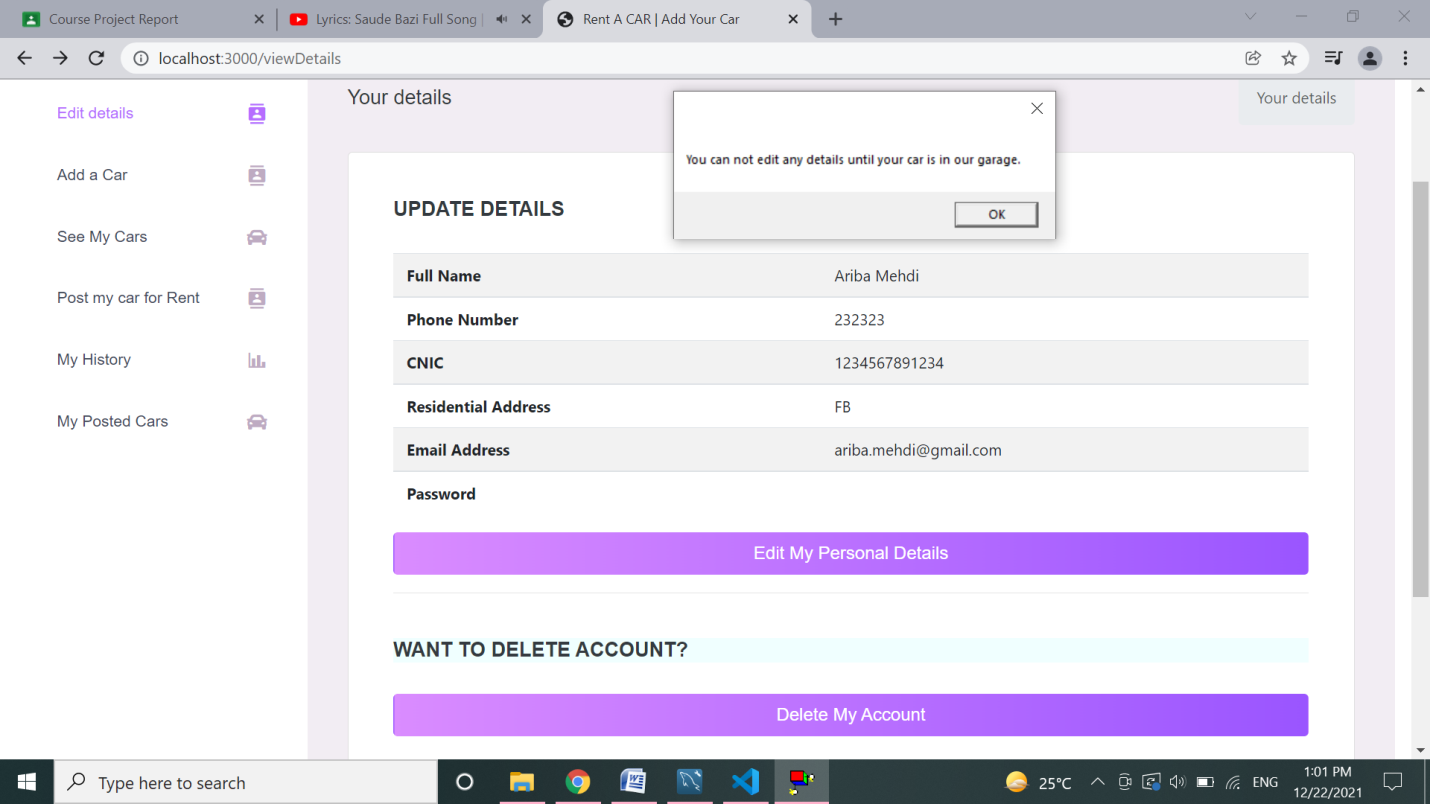 Course Project Report
Lyrics: Saude Bazi Full Song |
Rent A CAR | Add Your Car
localhost:3000/viewDetails
Edit details
Add a Car
See My Cars
Post my car for Rent
My History
My Posted Cars
Your details
Your details
You can not edit any details until your car is in our garage.
OK
UPDATE DETAILS
Full Name Ariba Mehdi
Phone Number 232323
CNIC 1234567891234
Residential Address FB
Email Address ariba.mehdi@gmail.com
Password
Edit My Personal Details
WANT TO DELETE ACCOUNT?
Delete My Account
Type here to search
25°C
ENG
1:01 PM
12/22/2021